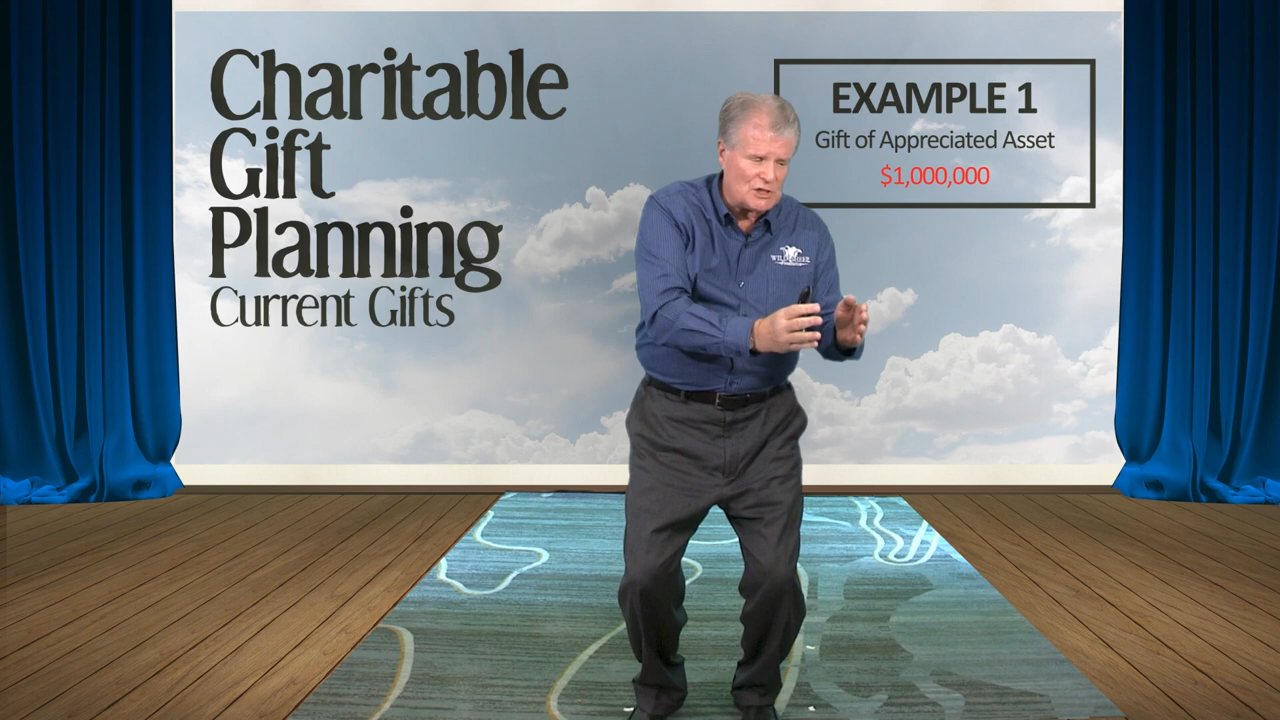 Charitable
Gift
Planning
Current Gifts
EXAMPLE 1
Gift of Appreciated Asset
$1,000,000